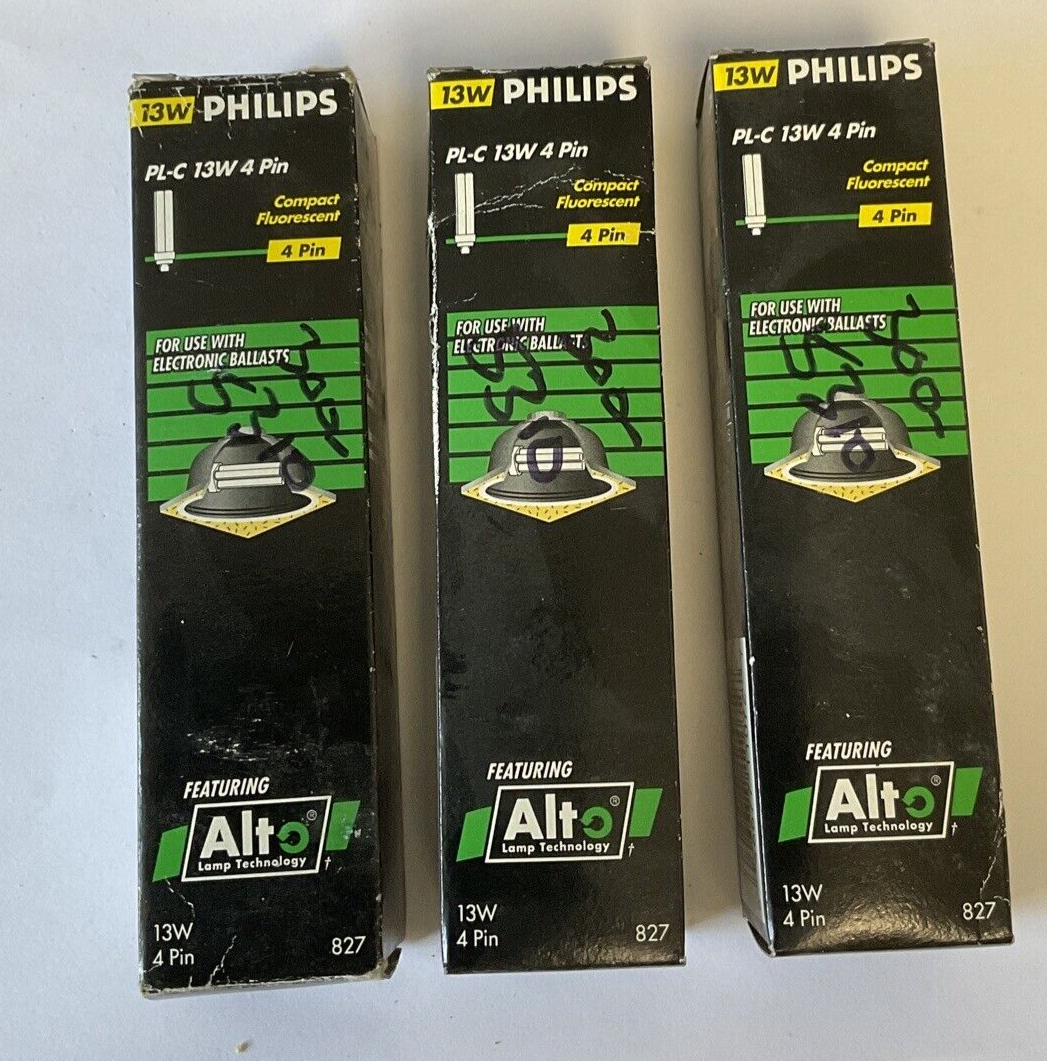 13W PHILIPS
PL-C 13W 4 Pin
Compact
Fluorescent
4 Pin
FOR USE WITH
ELECTRONIC BALLASTS
FEATURING
Alto®
Lamp Technology †
13W
4 Pin 827
13W PHILIPS
PL-C 13W 4 Pin
Compact
Fluorescent
4 Pin
FOR USE WITH
ELECTRONIC BALLASTS
FEATURING
Alto®
Lamp Technology †
13W
4 Pin 827
13W PHILIPS
PL-C 13W 4 Pin
Compact
Fluorescent
4 Pin
FOR USE WITH
ELECTRONIC BALLASTS
FEATURING
Alto®
Lamp Technology †
13W
4 Pin 827